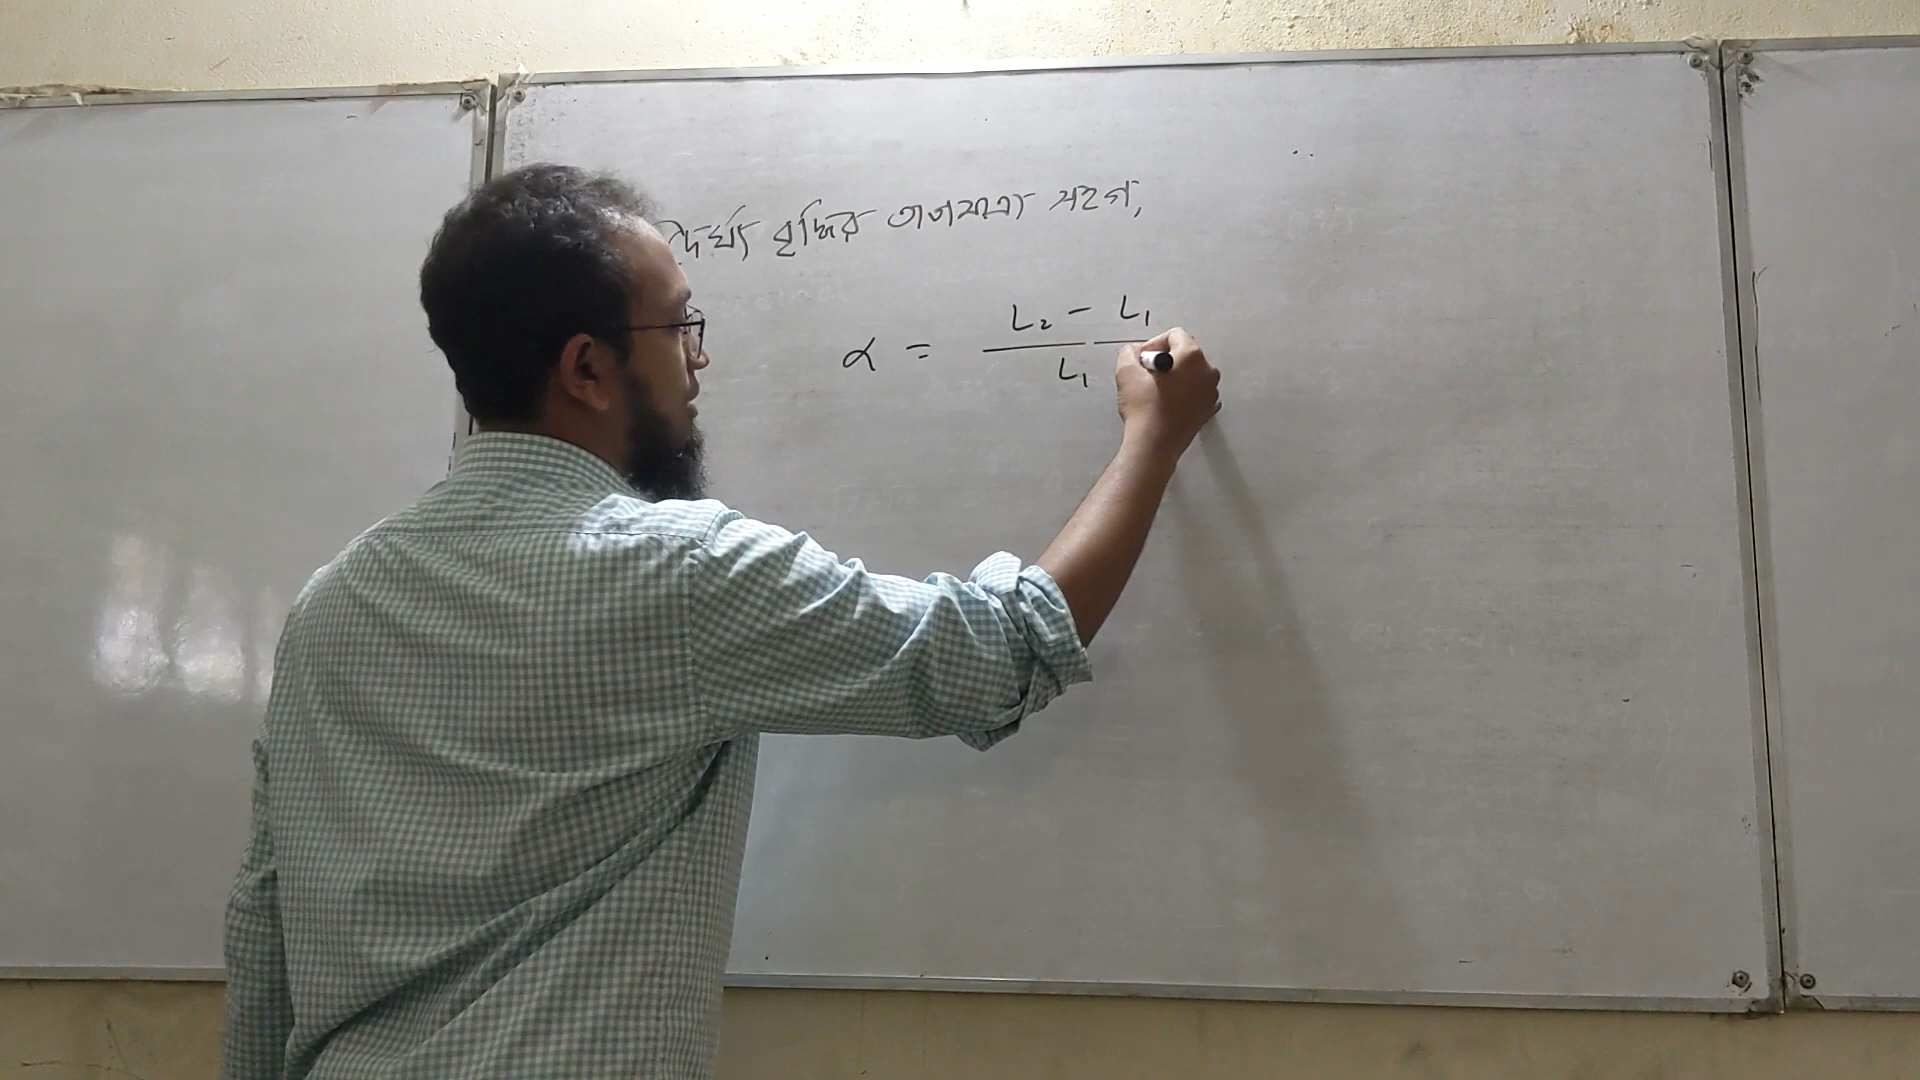 দৈর্ঘ্য বৃদ্ধির তাপমাত্রা সহগ,
α = (L₂ - L₁) / L₁